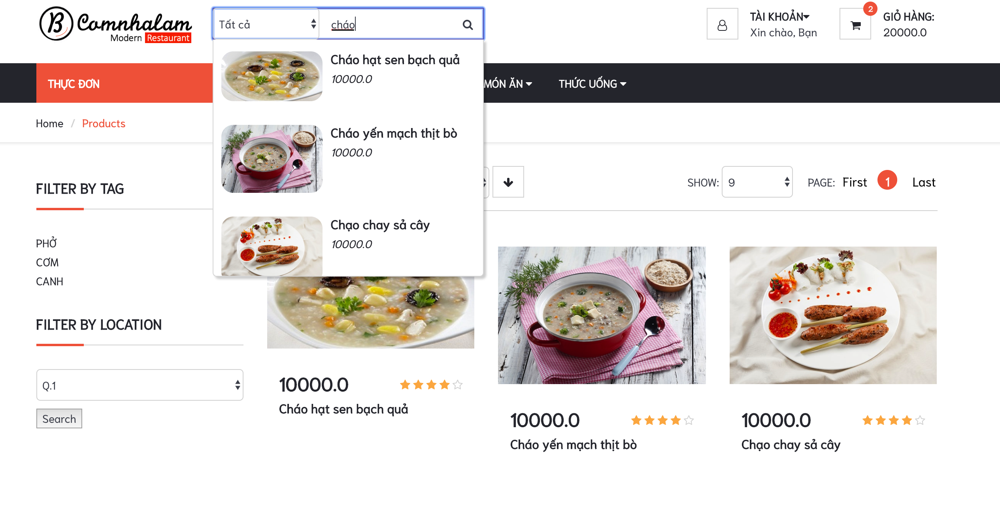 B Comnhalam
Modern Restaurant
Tất cả
cháo
TÀI KHOẢN
Xin chào, Bạn
2
GIỎ HÀNG:
20000.0
THỰC ĐƠN
MÓN ĂN
THỨC UỐNG
Cháo hạt sen bạch quả
10000.0
Cháo yến mạch thịt bò
10000.0
Chạo chay sả cây
10000.0
Home / Products
SHOW: 9
PAGE: First 1 Last
FILTER BY TAG
PHỞ
CƠM
CANH
FILTER BY LOCATION
Q.1
Search
10000.0
Cháo hạt sen bạch quả
10000.0
Cháo yến mạch thịt bò
10000.0
Chạo chay sả cây